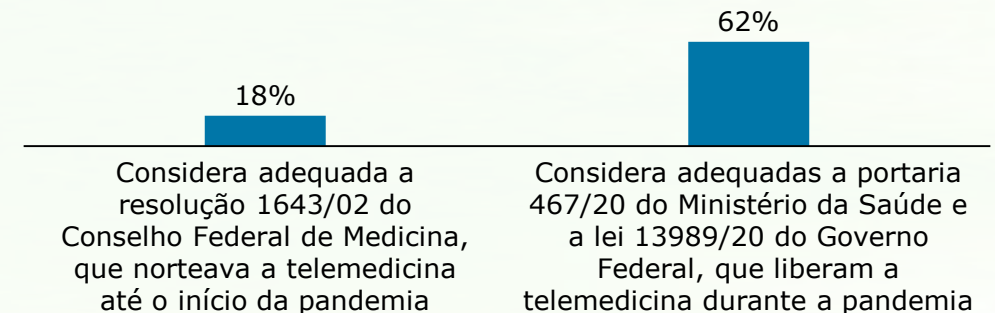 62%
18%
Considera adequada a
resolução 1643/02 do
Conselho Federal de Medicina,
que norteava a telemedicina
até o início da pandemia
Considera adequadas a portaria
467/20 do Ministério da Saúde e
a lei 13989/20 do Governo
Federal, que liberam a
telemedicina durante a pandemia